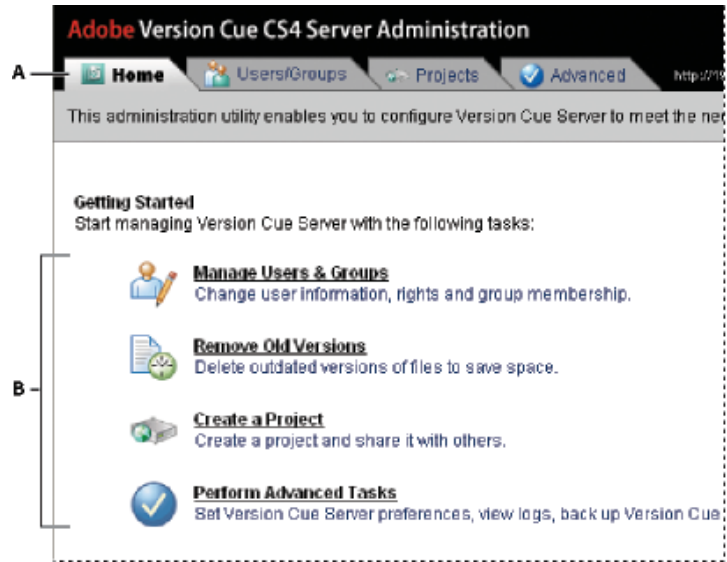 Adobe Version Cue CS4 Server Administration
A
Home Users/Groups Projects Advanced
This administration utility enables you to configure Version Cue Server to meet the
Getting Started
Start managing Version Cue Server with the following tasks:
B
Manage Users & Groups
Change user information, rights and group membership.
Remove Old Versions
Delete outdated versions of files to save space.
Create a Project
Create a project and share it with others.
Perform Advanced Tasks
Set Version Cue Server preferences, view logs, back up Version Cue